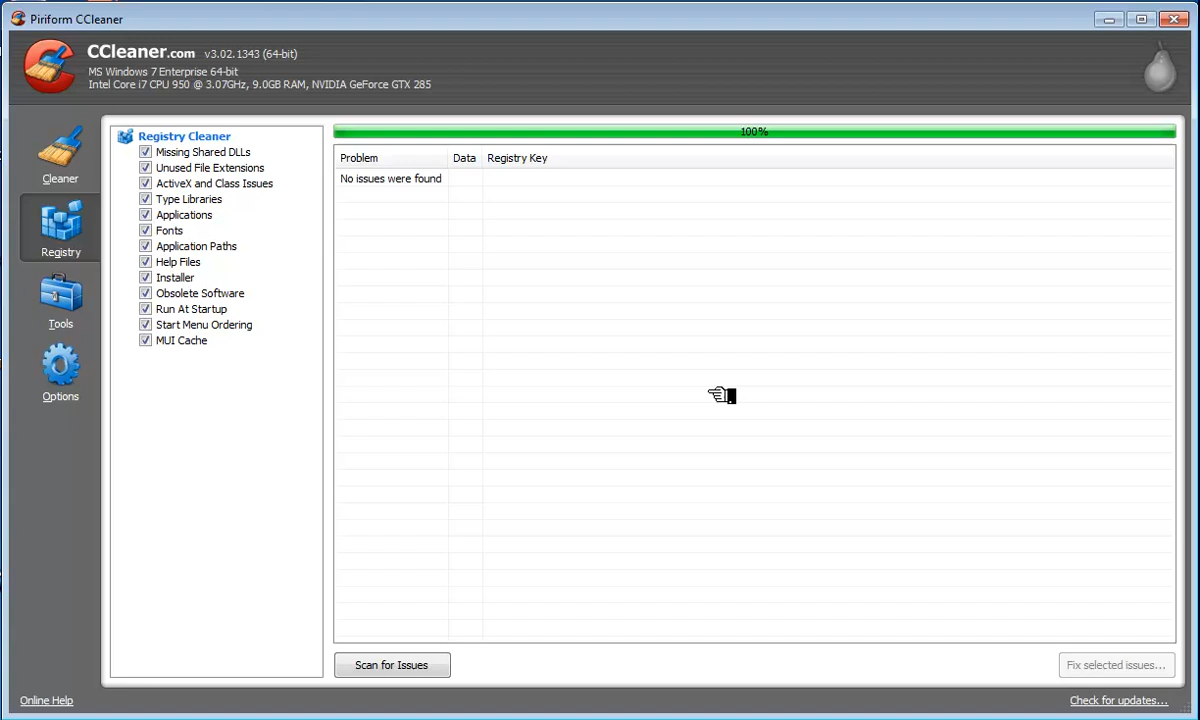 Piriform CCleaner
CCleaner.com v3.02.1343 (64-bit)
MS Windows 7 Enterprise 64-bit
Intel Core i7 CPU 950 @ 3.07GHz, 9.0GB RAM, NVIDIA GeForce GTX 285
Cleaner
Registry
Tools
Options
Registry Cleaner
Missing Shared DLLs
Unused File Extensions
ActiveX and Class Issues
Type Libraries
Applications
Fonts
Application Paths
Help Files
Installer
Obsolete Software
Run At Startup
Start Menu Ordering
MUI Cache
100%
Problem Data Registry Key
No issues were found
Scan for Issues
Fix selected issues...
Online Help
Check for updates...